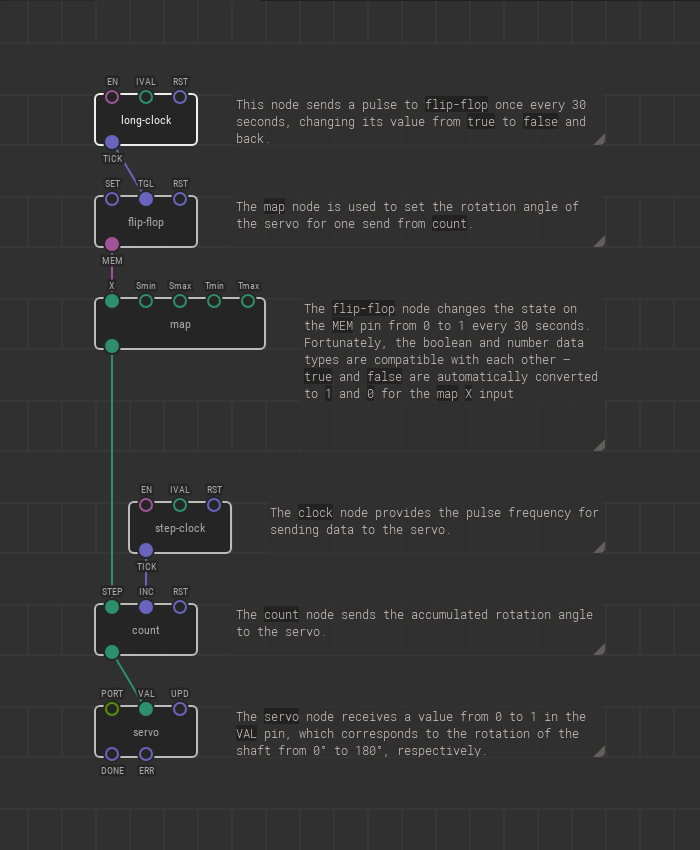 EN IVAL RST
long-clock
TICK
This node sends a pulse to flip-flop once every 30
seconds, changing its value from true to false and
back.
SET TGL RST
flip-flop
MEM
The map node is used to set the rotation angle of
the servo for one send from count.
X Smin Smax Tmin Tmax
map
The flip-flop node changes the state on
the MEM pin from 0 to 1 every 30 seconds.
Fortunately, the boolean and number data
types are compatible with each other —
true and false are automatically converted
to 1 and 0 for the map X input
EN IVAL RST
step-clock
TICK
The clock node provides the pulse frequency for
sending data to the servo.
STEP INC RST
count
The count node sends the accumulated rotation angle
to the servo.
PORT VAL UPD
servo
DONE ERR
The servo node receives a value from 0 to 1 in the
VAL pin, which corresponds to the rotation of the
shaft from 0° to 180°, respectively.